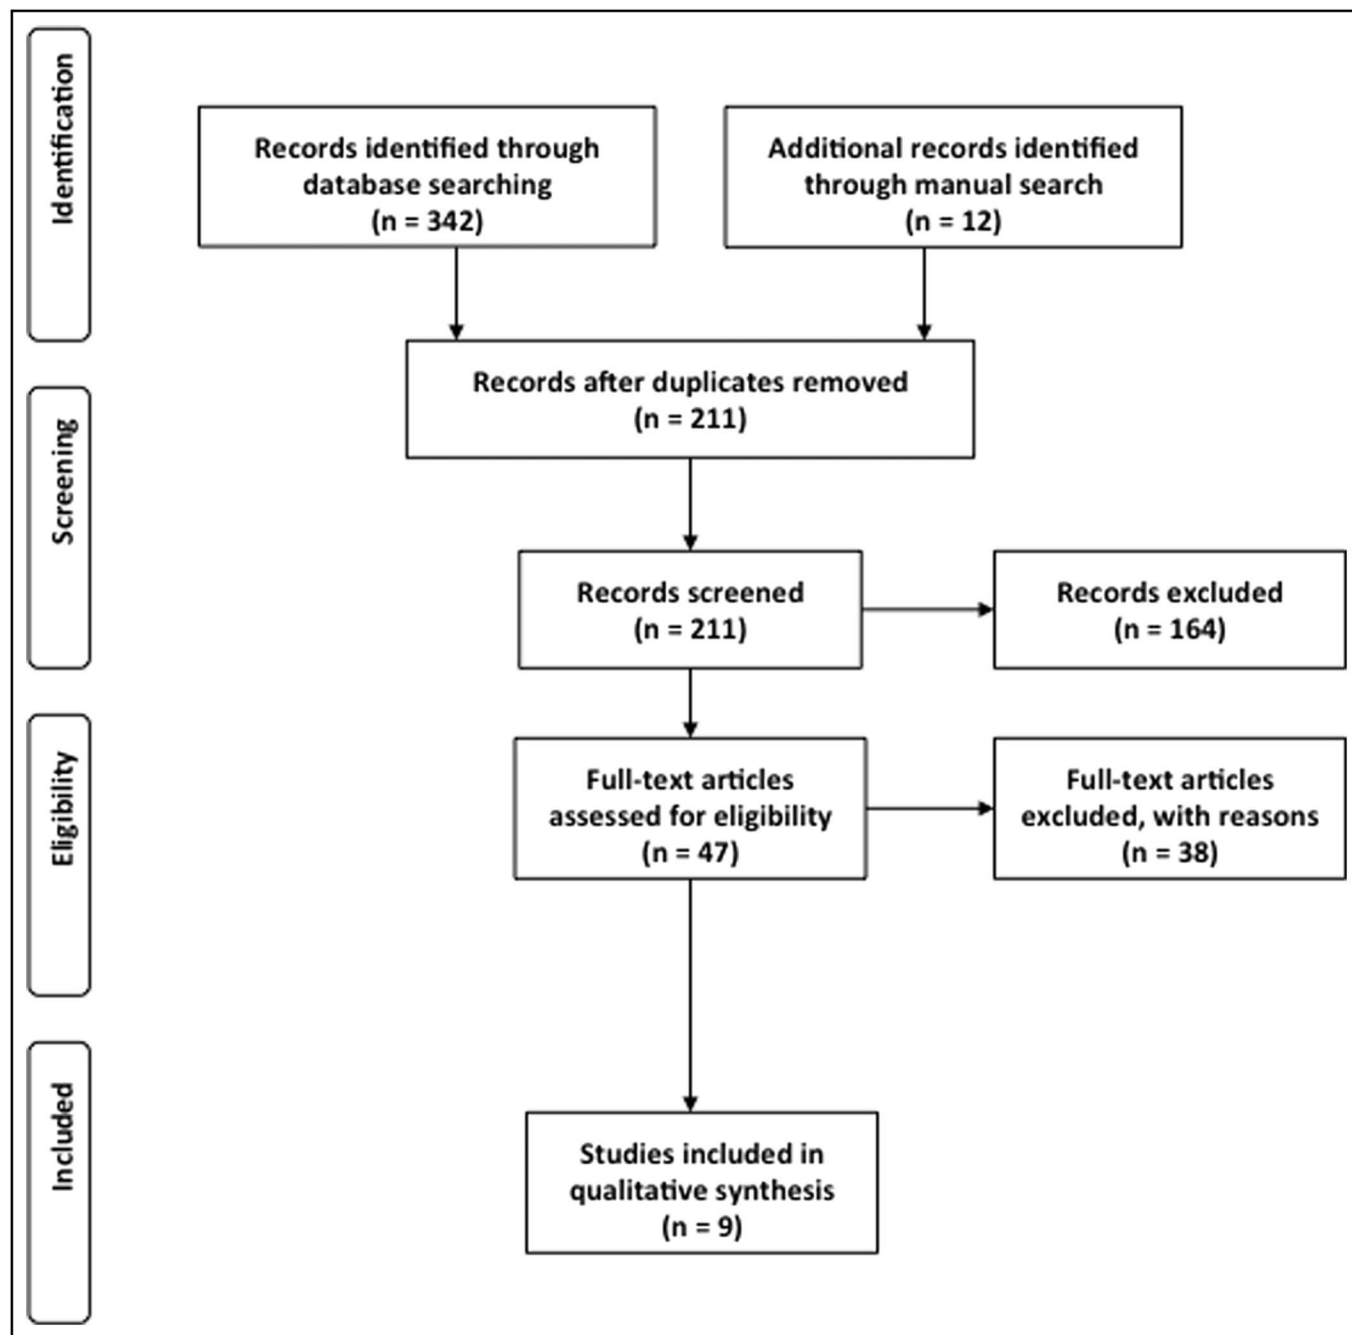 Identification
Records identified through
database searching
(n = 342)
Additional records identified
through manual search
(n = 12)
Records after duplicates removed
(n = 211)
Screening
Records screened
(n = 211)
Records excluded
(n = 164)
Eligibility
Full-text articles
assessed for eligibility
(n = 47)
Full-text articles
excluded, with reasons
(n = 38)
Included
Studies included in
qualitative synthesis
(n = 9)